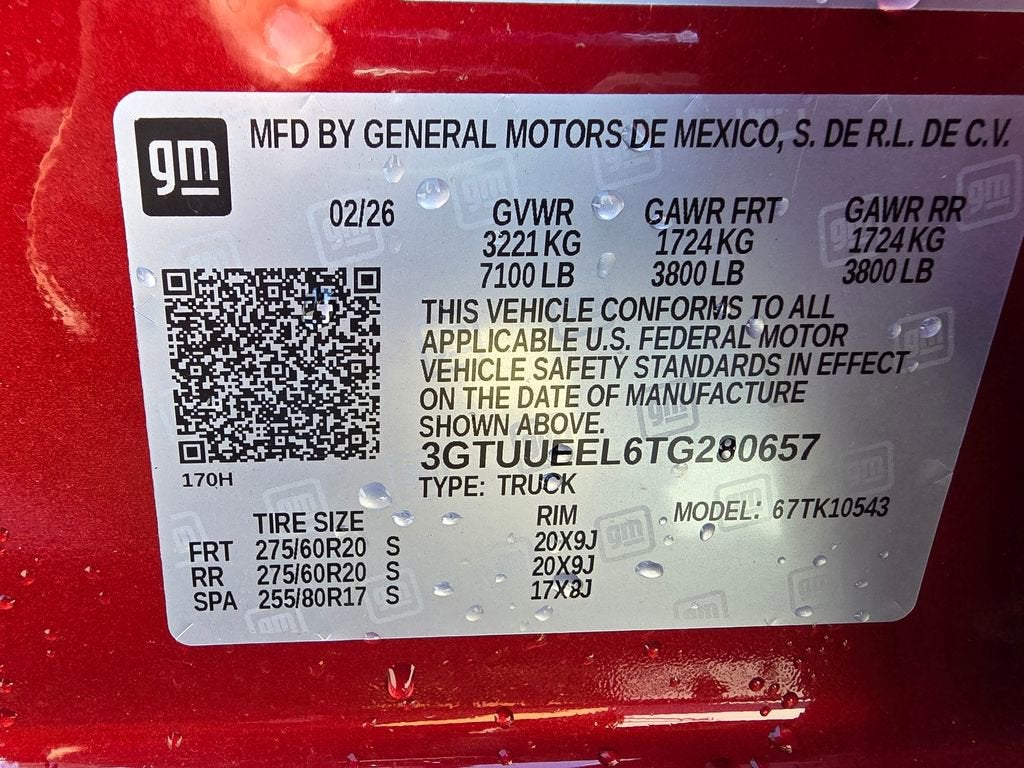 gm
MFD BY GENERAL MOTORS DE MEXICO, S. DE R.L. DE C.V.
02/26 GVWR GAWR FRT GAWR RR
3221 KG 1724 KG 1724 KG
7100 LB 3800 LB 3800 LB
THIS VEHICLE CONFORMS TO ALL
APPLICABLE U.S. FEDERAL MOTOR
VEHICLE SAFETY STANDARDS IN EFFECT
ON THE DATE OF MANUFACTURE
SHOWN ABOVE.
3GTUUEEL6TG280657
170H
TYPE: TRUCK
MODEL: 67TK10543
TIRE SIZE RIM
FRT 275/60R20 S 20X9J
RR 275/60R20 S 20X9J
SPA 255/80R17 S 17X8J